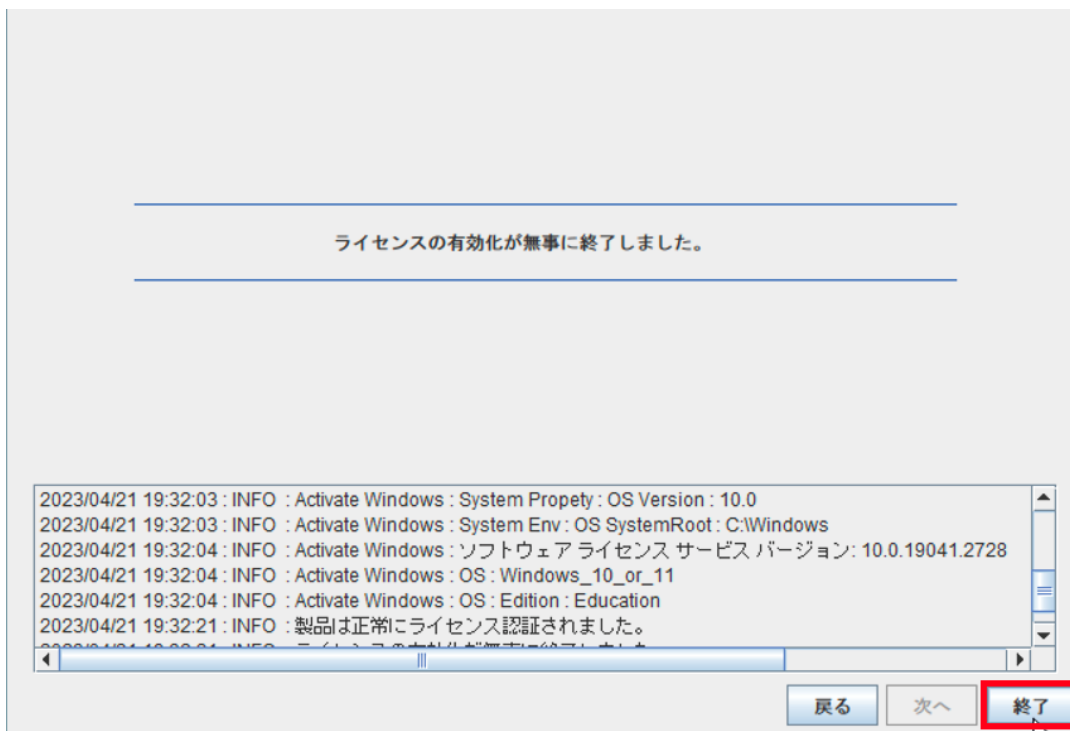 ライセンスの有効化が無事に終了しました。
2023/04/21 19:32:03 : INFO : Activate Windows : System Propety : OS Version : 10.0
2023/04/21 19:32:03 : INFO : Activate Windows : System Env : OS SystemRoot : C:\Windows
2023/04/21 19:32:04 : INFO : Activate Windows : ソフトウェア ライセンス サービス バージョン: 10.0.19041.2728
2023/04/21 19:32:04 : INFO : Activate Windows : OS : Windows_10_or_11
2023/04/21 19:32:04 : INFO : Activate Windows : OS : Edition : Education
2023/04/21 19:32:21 : INFO : 製品は正常にライセンス認証されました。
戻る 次へ 終了